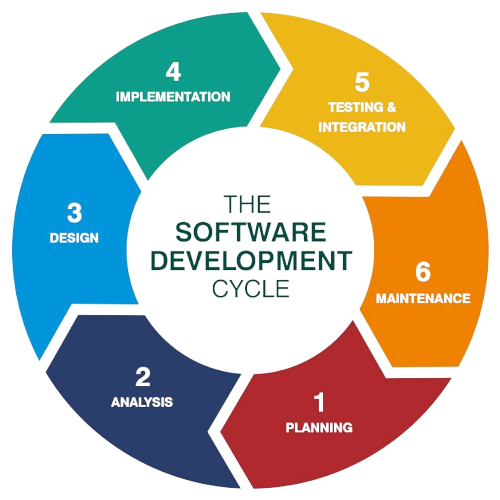 THE
SOFTWARE
DEVELOPMENT
CYCLE
1
PLANNING
2
ANALYSIS
3
DESIGN
4
IMPLEMENTATION
5
TESTING &
INTEGRATION
6
MAINTENANCE